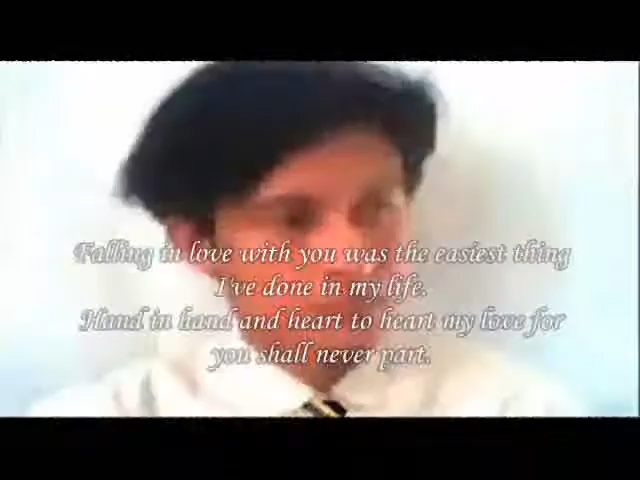 Falling in love with you was the easiest thing
I've done in my life.
Hand in hand and heart to heart my love for
you shall never part.